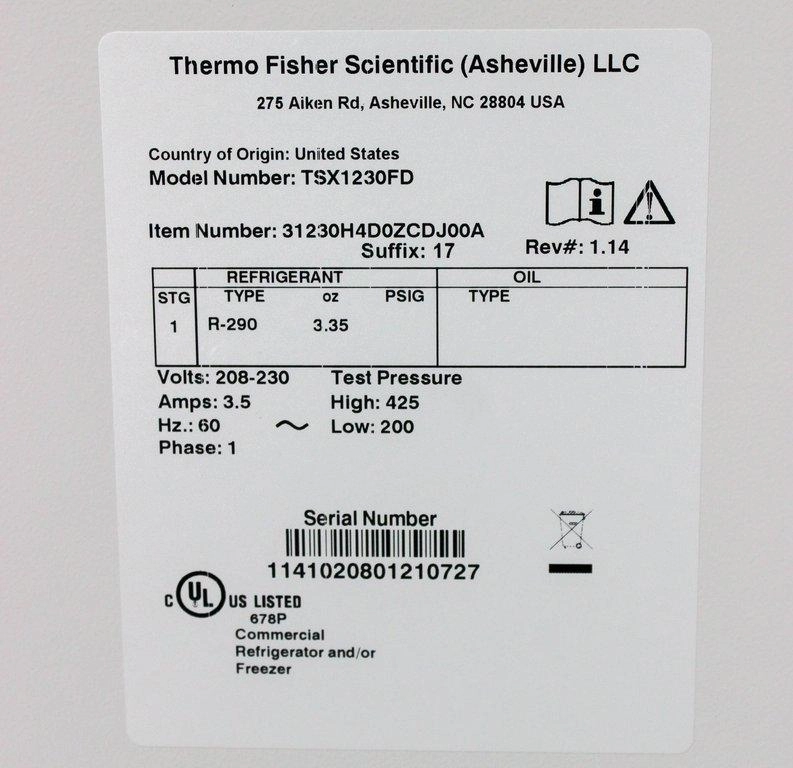 Thermo Fisher Scientific (Asheville) LLC
275 Aiken Rd, Asheville, NC 28804 USA
Country of Origin: United States
Model Number: TSX1230FD
Item Number: 31230H4D0ZCDJ00A
Suffix: 17
Rev#: 1.14
REFRIGERANT OIL
STG TYPE oz PSIG TYPE
1 R-290 3.35
Volts: 208-230 Test Pressure
Amps: 3.5 High: 425
Hz.: 60 ~ Low: 200
Phase: 1
Serial Number
1141020801210727
C UL US LISTED
678P
Commercial
Refrigerator and/or
Freezer